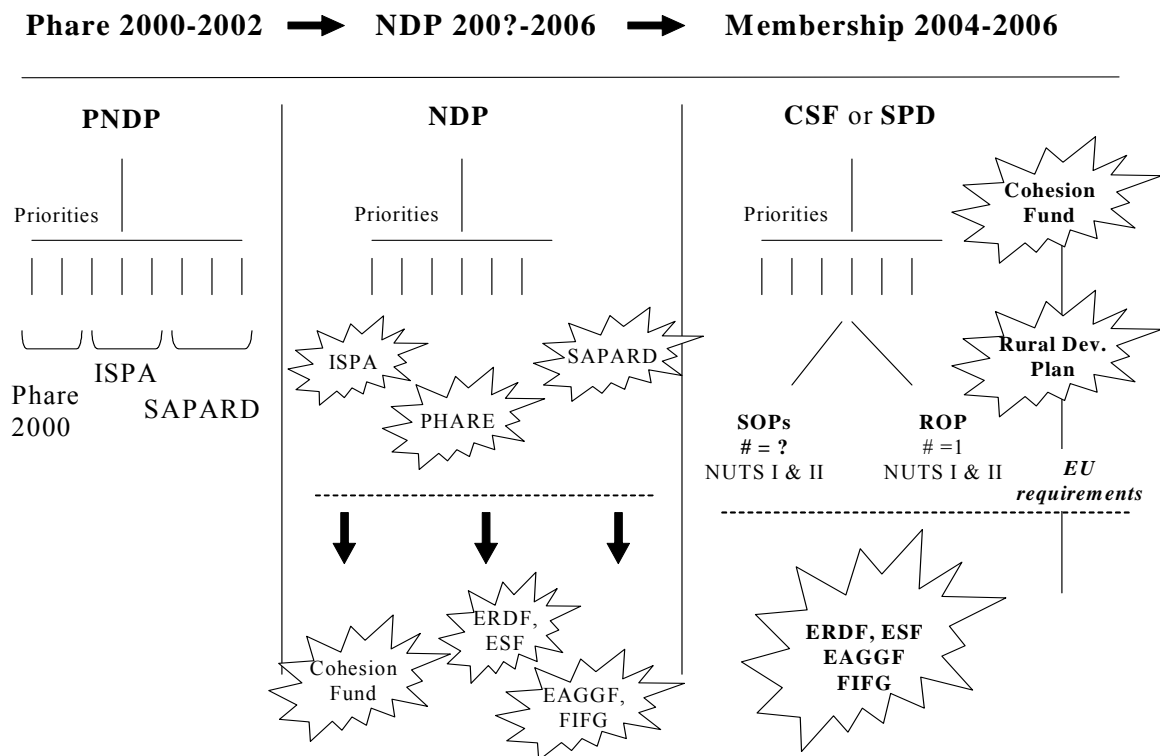 Phare 2000-2002 NDP 200?-2006 Membership 2004-2006
PNDP
Priorities
Phare
2000
ISPA
SAPARD
NDP
Priorities
ISPA
PHARE
SAPARD
Cohesion
Fund
ERDF,
ESF
EAGGF,
FIFG
CSF or SPD
Priorities
Cohesion
Fund
Rural Dev.
Plan
SOPs
# = ?
NUTS I & II
ROP
# =1
NUTS I & II
EU
requirements
ERDF, ESF
EAGGF
FIFG